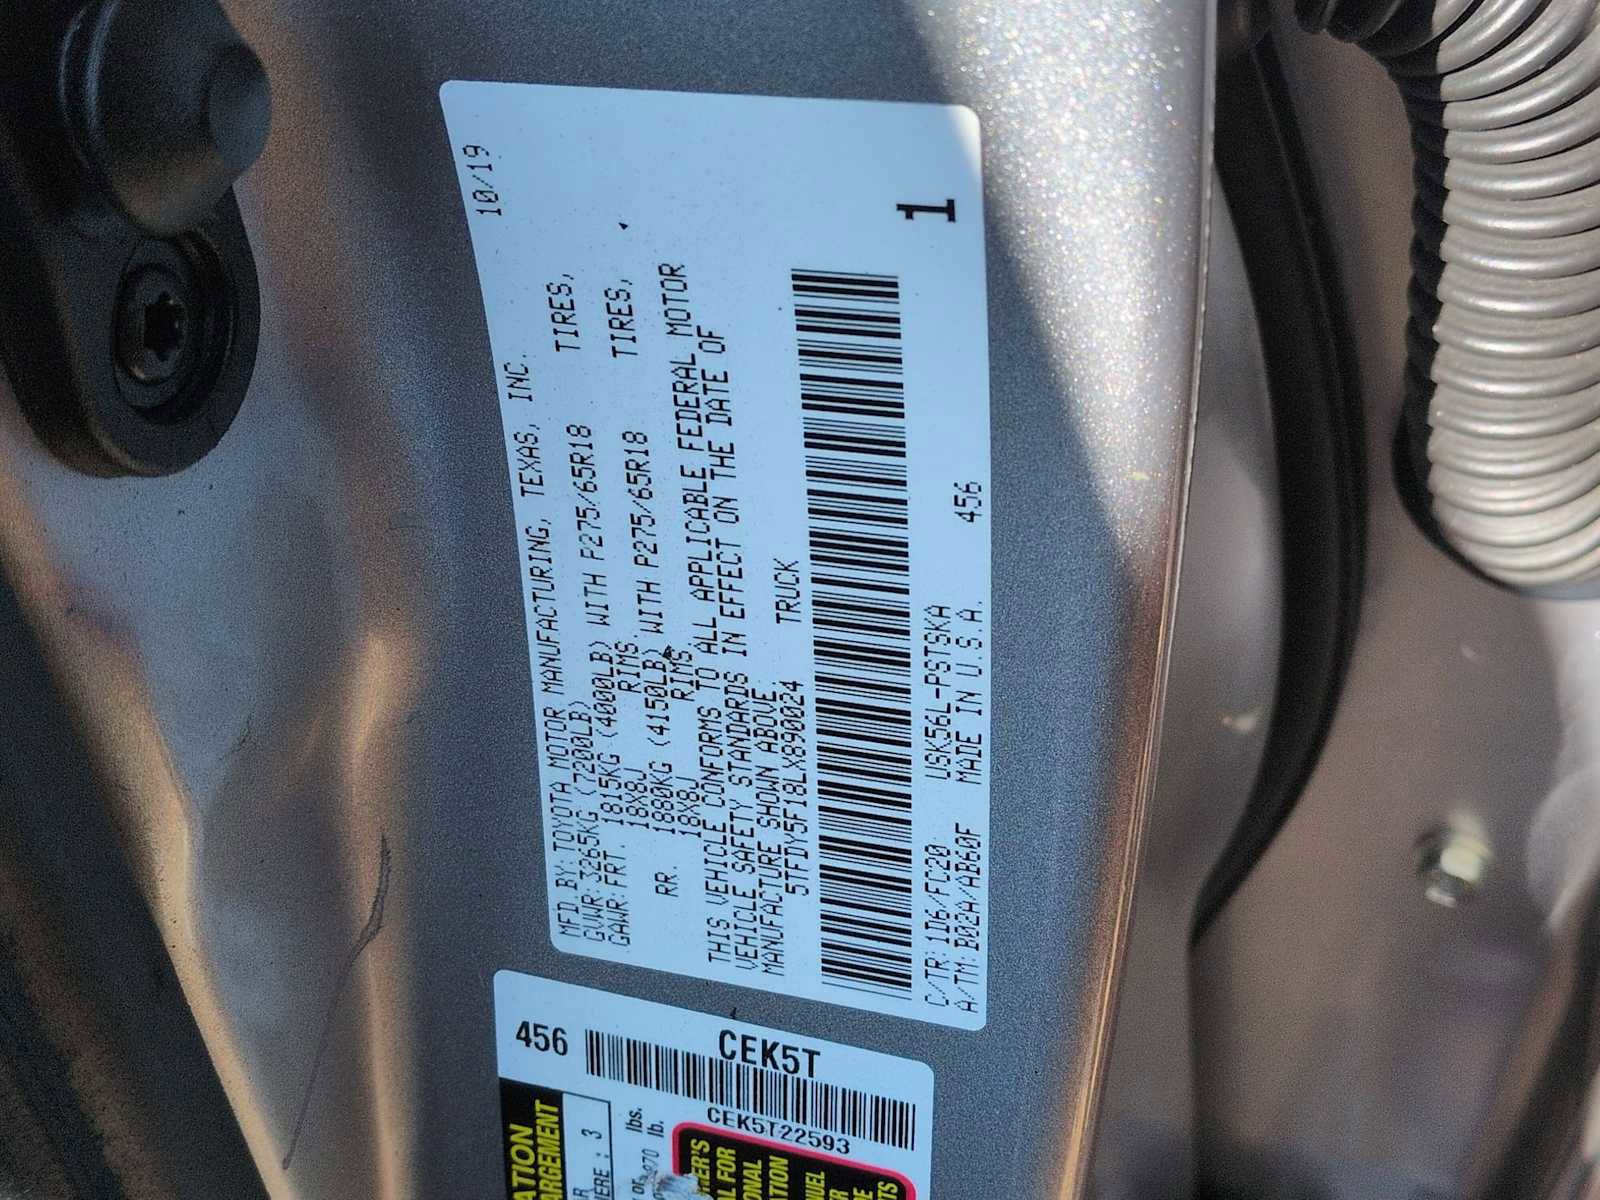 10/19
MFD.BY: TOYOTA MOTOR MANUFACTURING, TEXAS, INC.
GVWR: 3265KG (7200LB)
GAWR: FRT. 1815KG (4000LB) WITH P275/65R18 TIRES,
18X8J RIMS
RR. 1880KG (4150LB) WITH P275/65R18 TIRES,
18X8J RIMS
THIS VEHICLE CONFORMS TO ALL APPLICABLE FEDERAL MOTOR
VEHICLE SAFETY STANDARDS IN EFFECT ON THE DATE OF
MANUFACTURE SHOWN ABOVE.
5TFDY5F18LX890024 TRUCK
1
C/TR: 1D6/FC20 USK56L-PSTSKA 456
A/TM: B02A/AB60F MADE IN U.S.A.
456
CEK5T
CEK5T22593
3
lbs.
lb.